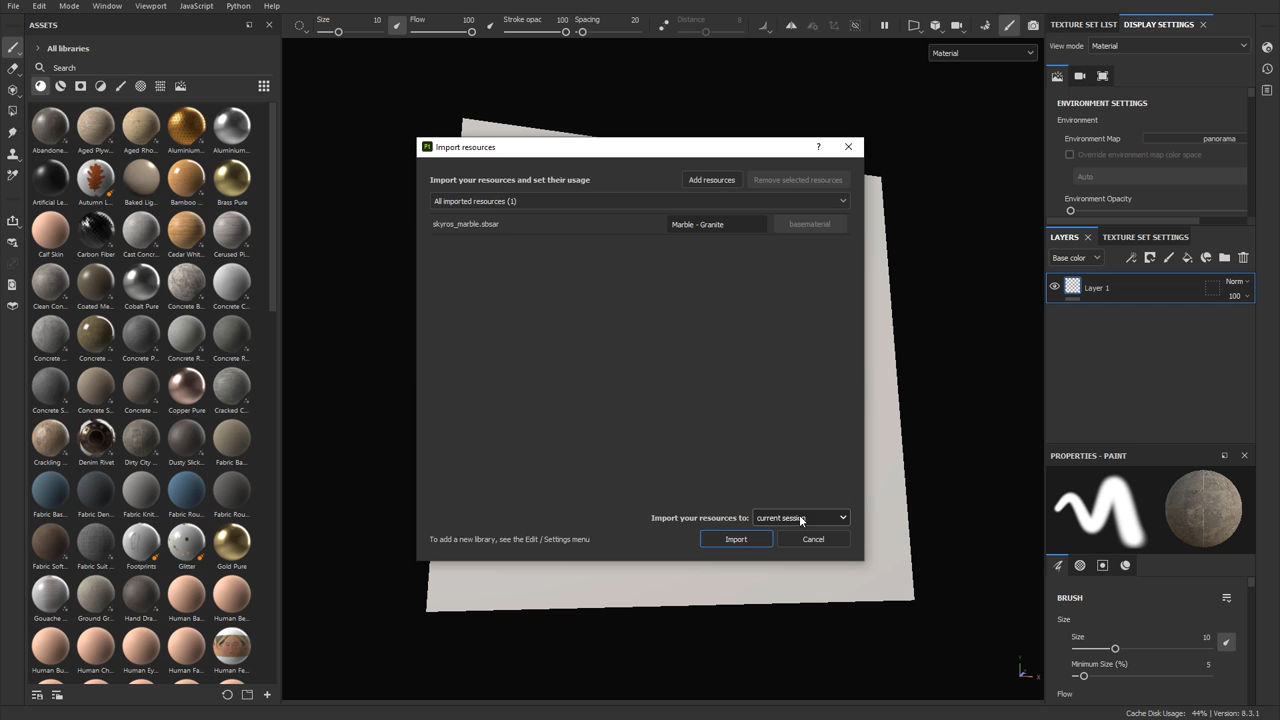 File Edit Mode Window Viewport JavaScript Python Help
Size 10 Flow 100 Stroke opac 100 Spacing 20 Distance 8
ASSETS
All libraries
Search
Abandone... Aged Plyw... Aged Rho... Aluminium... Aluminium...
Artificial Le... Autumn L... Baked Lig... Bamboo ... Brass Pure
Calf Skin Carbon Fiber Cast Concr... Cedar Whit... Cerused Pi...
Clean Con... Coated Me... Cobalt Pure Concrete B... Concrete C...
Concrete ... Concrete ... Concrete P... Concrete R... Concrete R...
Concrete S... Concrete S... Concrete ... Copper Pure Cracked C...
Crackling ... Denim Rivet Dirty City ... Dusty Slick... Fabric Ba...
Fabric Bas... Fabric Den... Fabric Knit... Fabric Rou... Fabric Rou...
Fabric Soft... Fabric Suit ... Footprints Glitter Gold Pure
Gouache ... Ground Gr... Hand Dra... Human Ba... Human Be...
Human Bu... Human Ch... Human Ey... Human Fa... Human Fe...
Material
Pt Import resources ?
Import your resources and set their usage Add resources Remove selected resources
All imported resources (1)
skyros_marble.sbsar Marble - Granite basematerial
Import your resources to: current session
To add a new library, see the Edit / Settings menu Import Cancel
TEXTURE SET LIST DISPLAY SETTINGS
View mode Material
ENVIRONMENT SETTINGS
Environment
Environment Map panorama
Override environment map color space
Auto
Environment Opacity
LAYERS TEXTURE SET SETTINGS
Base color
Layer 1 Norm
100
PROPERTIES - PAINT
BRUSH
Size
Size 10
Minimum Size (%) 5
Flow
Y
X
Cache Disk Usage: 44% | Version: 8.3.1